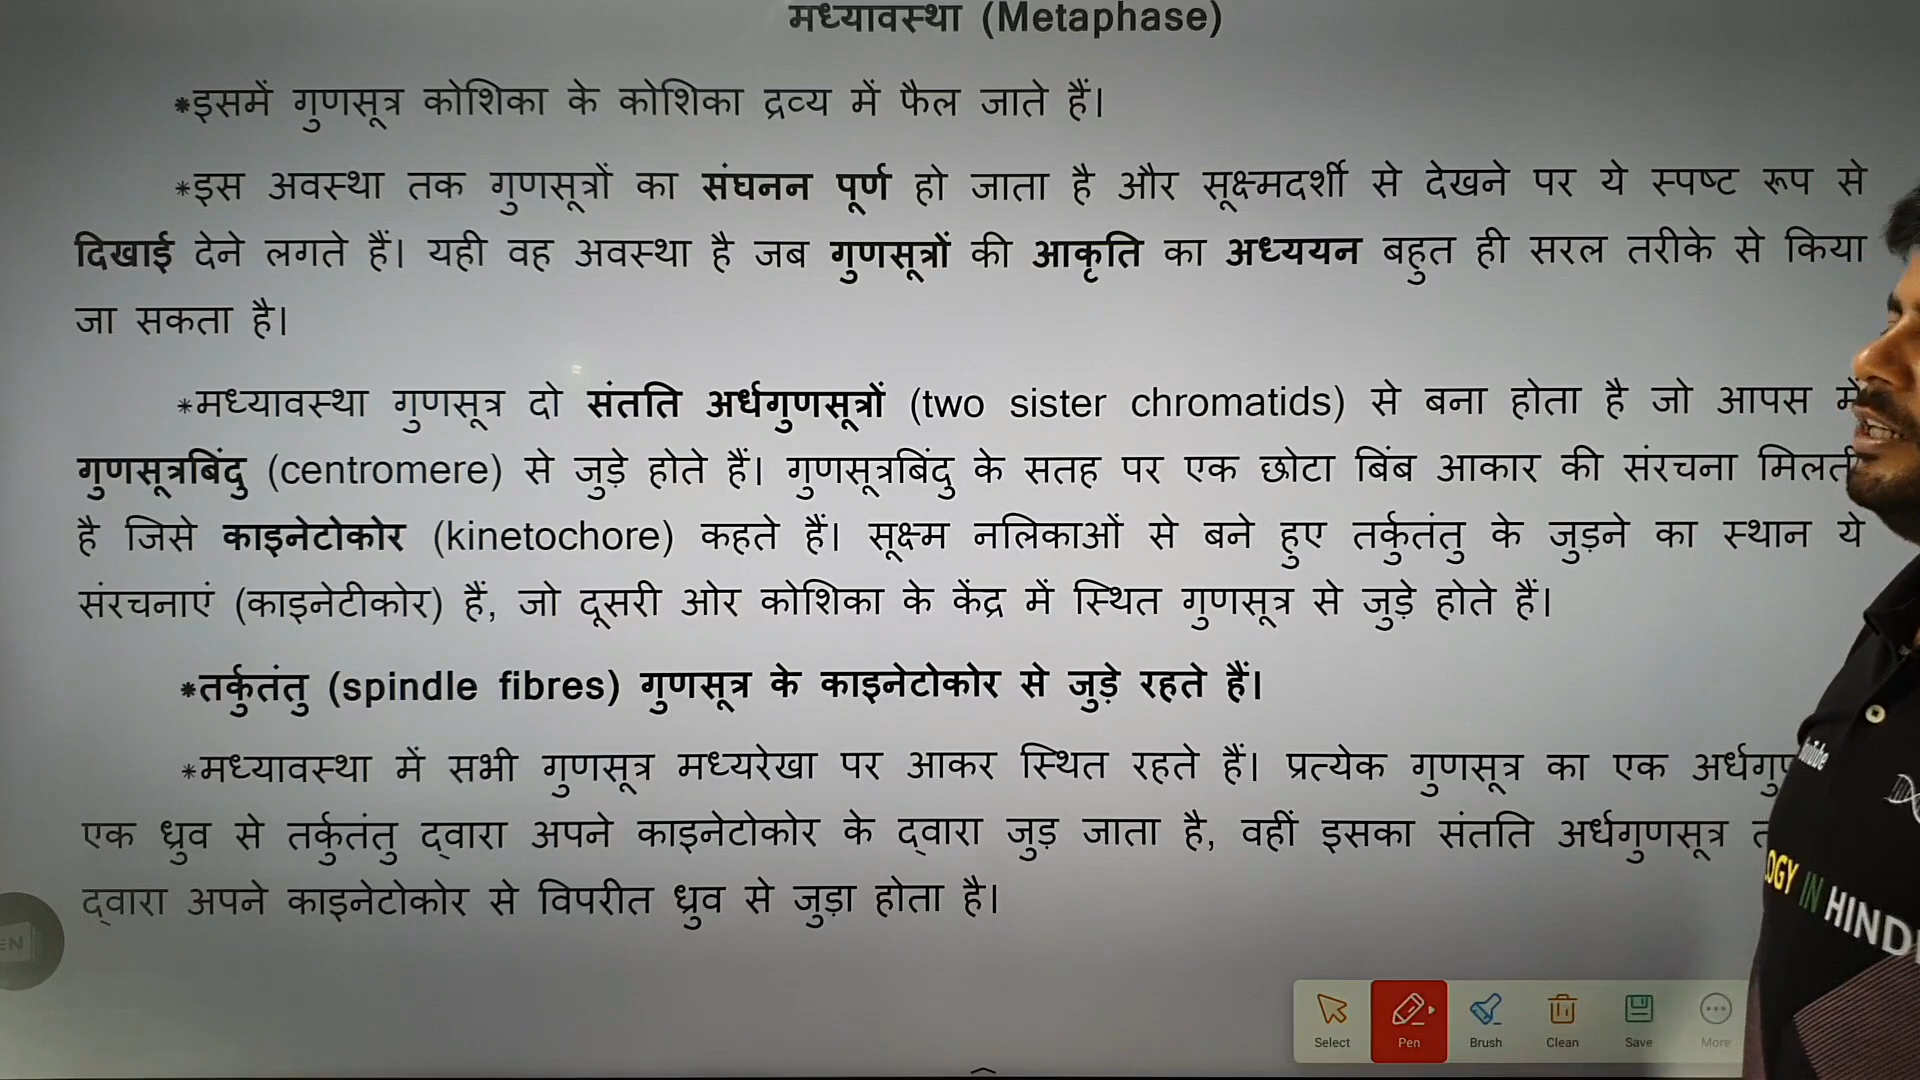 मध्यावस्था (Metaphase)
*इसमें गुणसूत्र कोशिका के कोशिका द्रव्य में फैल जाते हैं।
*इस अवस्था तक गुणसूत्रों का संघनन पूर्ण हो जाता है और सूक्ष्मदर्शी से देखने पर ये स्पष्ट रूप से
दिखाई देने लगते हैं। यही वह अवस्था है जब गुणसूत्रों की आकृति का अध्ययन बहुत ही सरल तरीके से किया
जा सकता है।
*मध्यावस्था गुणसूत्र दो संतति अर्धगुणसूत्रों (two sister chromatids) से बना होता है जो आपस में
गुणसूत्रबिंदु (centromere) से जुड़े होते हैं। गुणसूत्रबिंदु के सतह पर एक छोटा बिंब आकार की संरचना मिलती
है जिसे काइनेटोकोर (kinetochore) कहते हैं। सूक्ष्म नलिकाओं से बने हुए तर्कुतंतु के जुड़ने का स्थान ये
संरचनाएं (काइनेटीकोर) हैं, जो दूसरी ओर कोशिका के केंद्र में स्थित गुणसूत्र से जुड़े होते हैं।
*तर्कुतंतु (spindle fibres) गुणसूत्र के काइनेटोकोर से जुड़े रहते हैं।
*मध्यावस्था में सभी गुणसूत्र मध्यरेखा पर आकर स्थित रहते हैं। प्रत्येक गुणसूत्र का एक
एक ध्रुव से तर्कुतंतु द्वारा अपने काइनेटोकोर के द्वारा जुड़ जाता है, वहीं इसका संतति अर्धगुणसूत्र
द्वारा अपने काइनेटोकोर से विपरीत ध्रुव से जुड़ा होता है।
YouTube
OGY IN HINDI
EN
Select Pen Brush Clean Save More